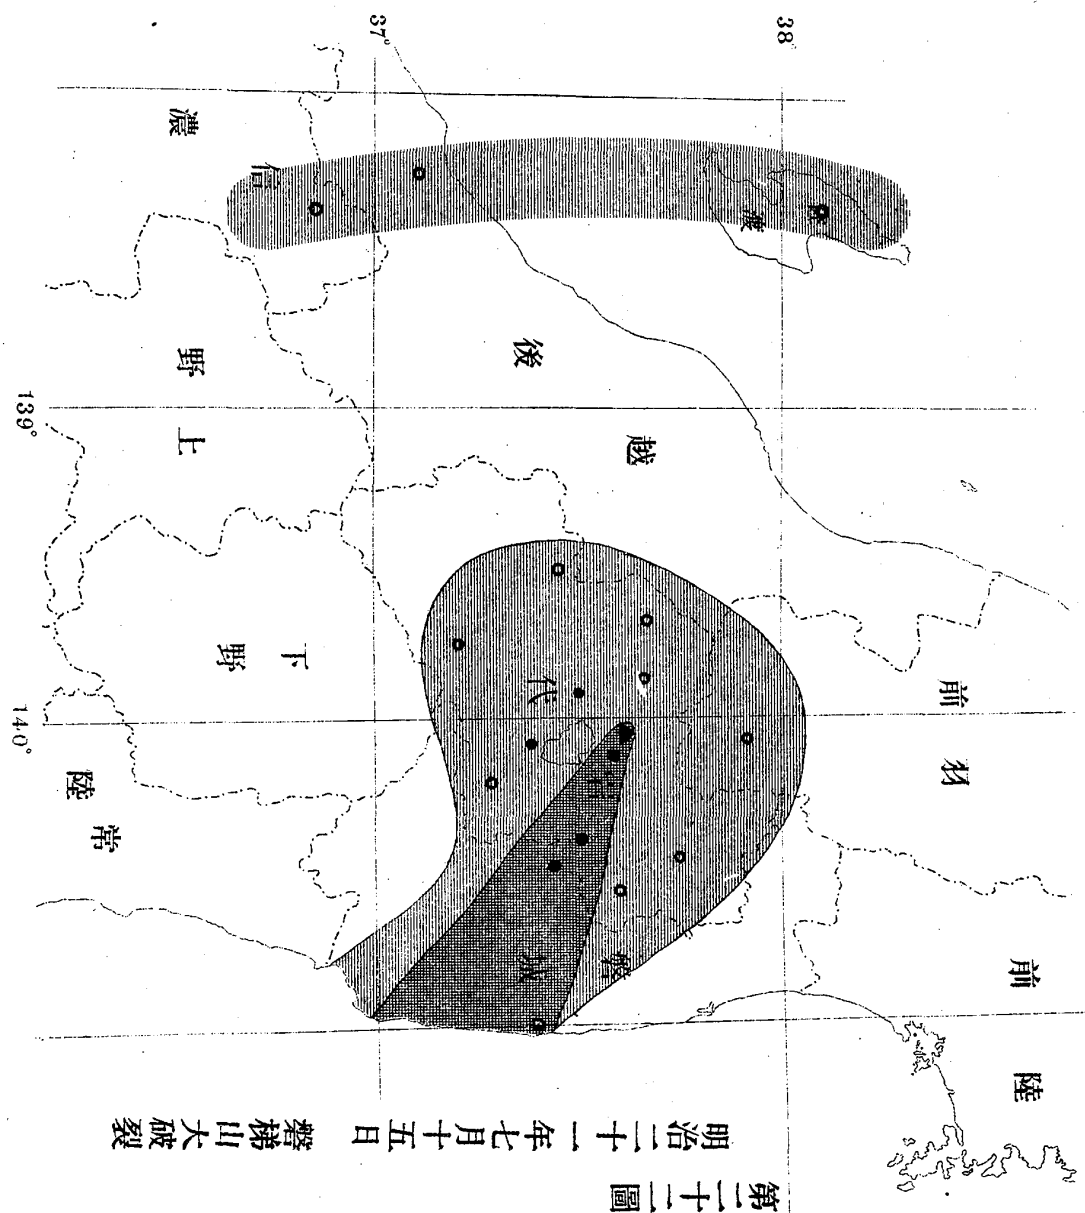 第二十二圖
明治二十一年七月十五日
磐梯山大破裂
37°
38°
139°
140°
信濃
渡
越後
上野
下野
代
羽前
陸前
磐城
常陸